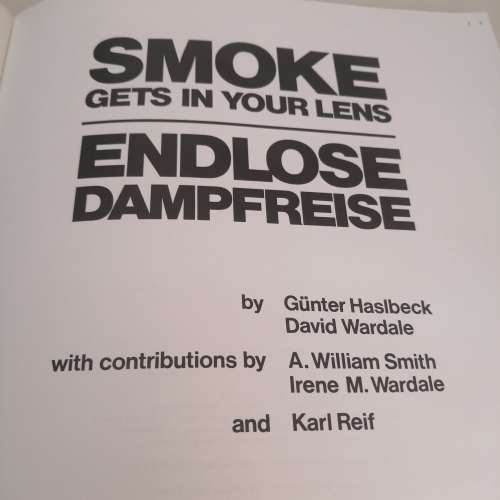 SMOKE
GETS IN YOUR LENS
ENDLOSE
DAMPFREISE
by Günter Haslbeck
David Wardale
with contributions by A. William Smith
Irene M. Wardale
and Karl Reif